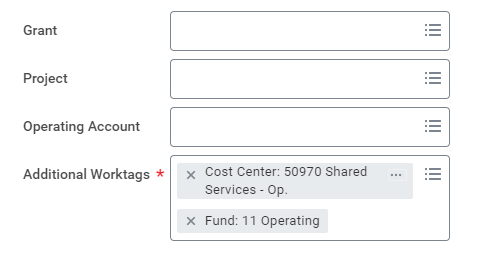 Grant
Project
Operating Account
Additional Worktags *
× Cost Center: 50970 Shared ...
Services - Op.
× Fund: 11 Operating